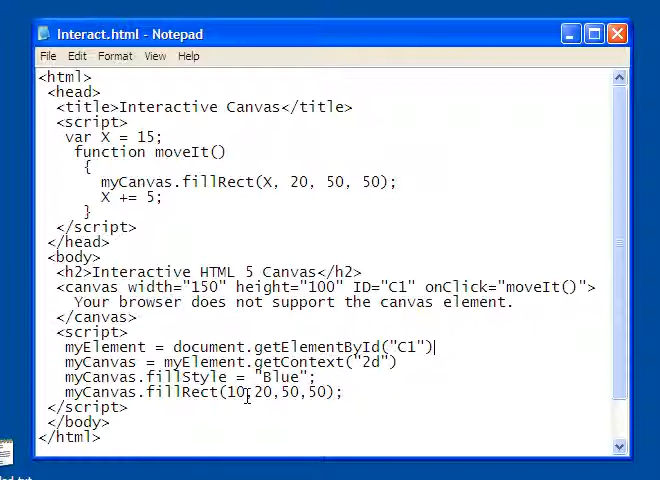 Interact.html - Notepad
File Edit Format View Help
<html>
<head>
<title>Interactive Canvas</title>
<script>
var X = 15;
function moveIt()
{
myCanvas.fillRect(X, 20, 50, 50);
X += 5;
}
</script>
</head>
<body>
<h2>Interactive HTML 5 Canvas</h2>
<canvas width="150" height="100" ID="C1" onClick="moveIt()">
Your browser does not support the canvas element.
</canvas>
<script>
myElement = document.getElementById("C1")
myCanvas = myElement.getContext("2d")
myCanvas.fillStyle = "Blue";
myCanvas.fillRect(10,20,50,50);
</script>
</body>
</html>